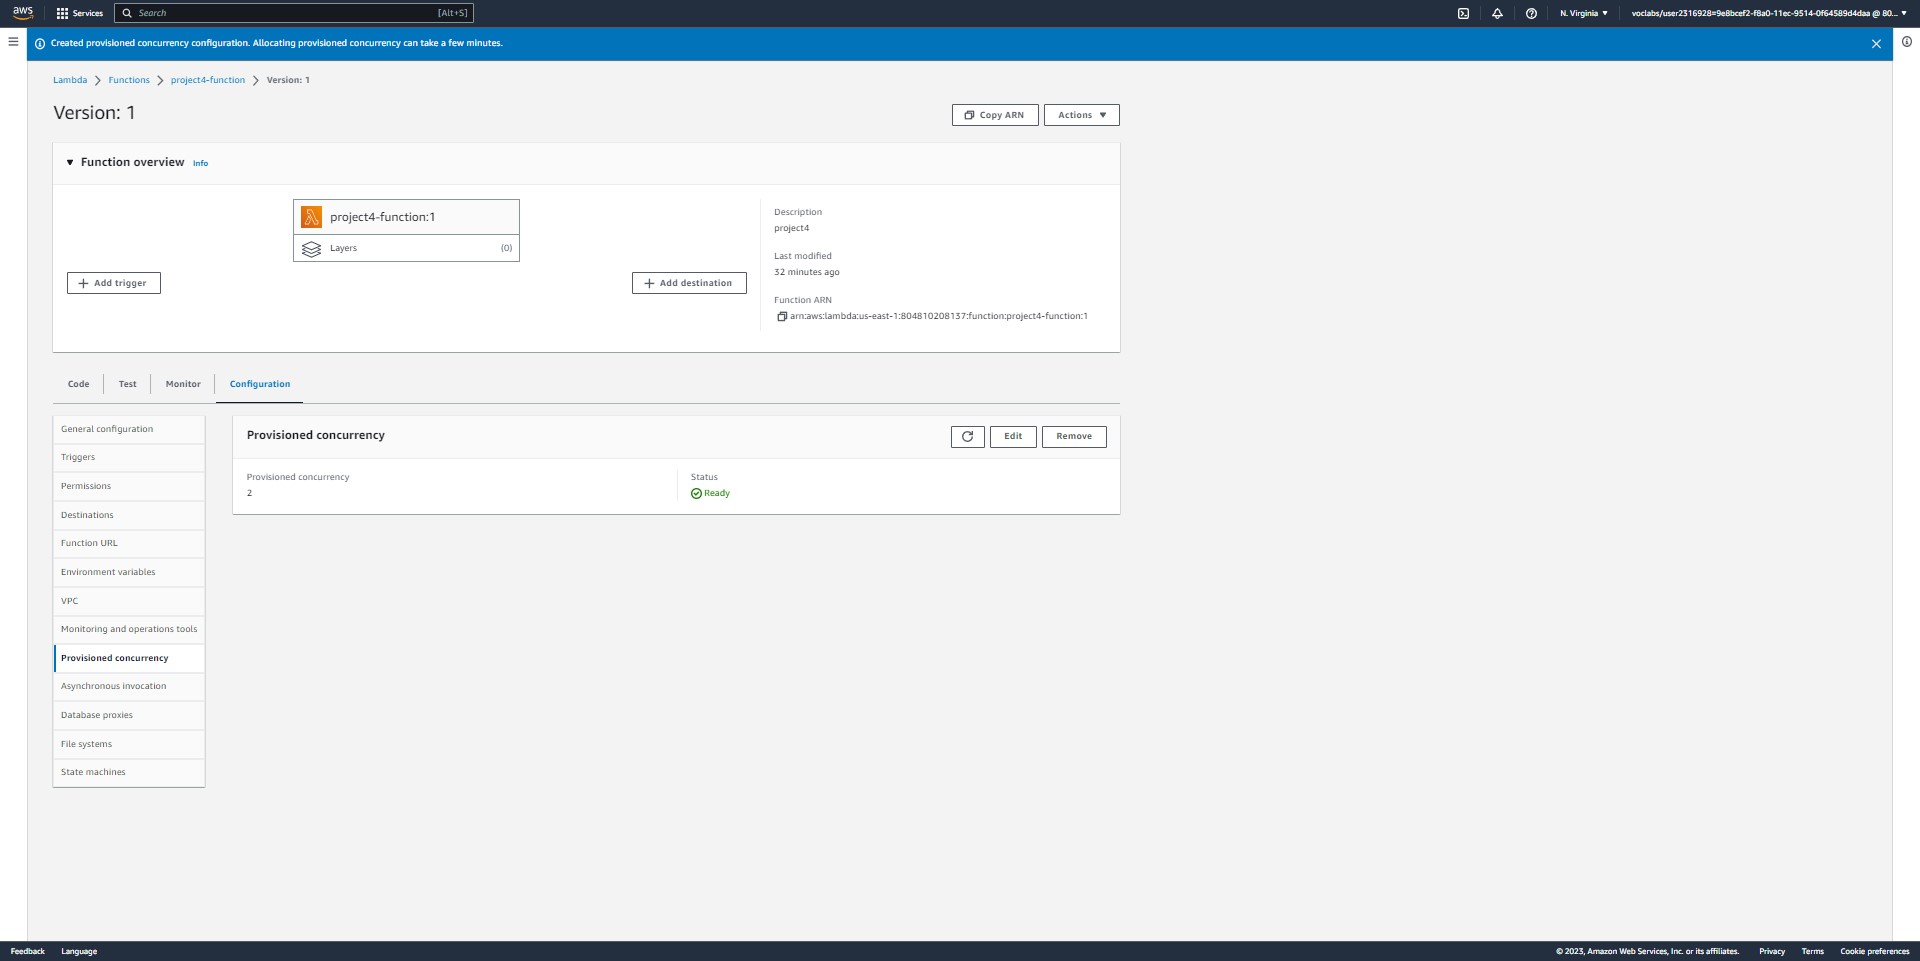 aws
Services
Search
[Alt+S]
N. Virginia
voclabs/user2316928=9e8bcef2-f8a0-11ec-9514-0f64589d4daa @ 80...
Created provisioned concurrency configuration. Allocating provisioned concurrency can take a few minutes.
Lambda
Functions
project4-function
Version: 1
Version: 1
Copy ARN
Actions
Function overview
Info
project4-function:1
Layers
(0)
Add trigger
Add destination
Description
project4
Last modified
32 minutes ago
Function ARN
arn:aws:lambda:us-east-1:804810208137:function:project4-function:1
Code
Test
Monitor
Configuration
General configuration
Triggers
Permissions
Destinations
Function URL
Environment variables
VPC
Monitoring and operations tools
Provisioned concurrency
Asynchronous invocation
Database proxies
File systems
State machines
Provisioned concurrency
Edit
Remove
Provisioned concurrency
2
Status
Ready
Feedback
Language
© 2023, Amazon Web Services, Inc. or its affiliates.
Privacy
Terms
Cookie preferences